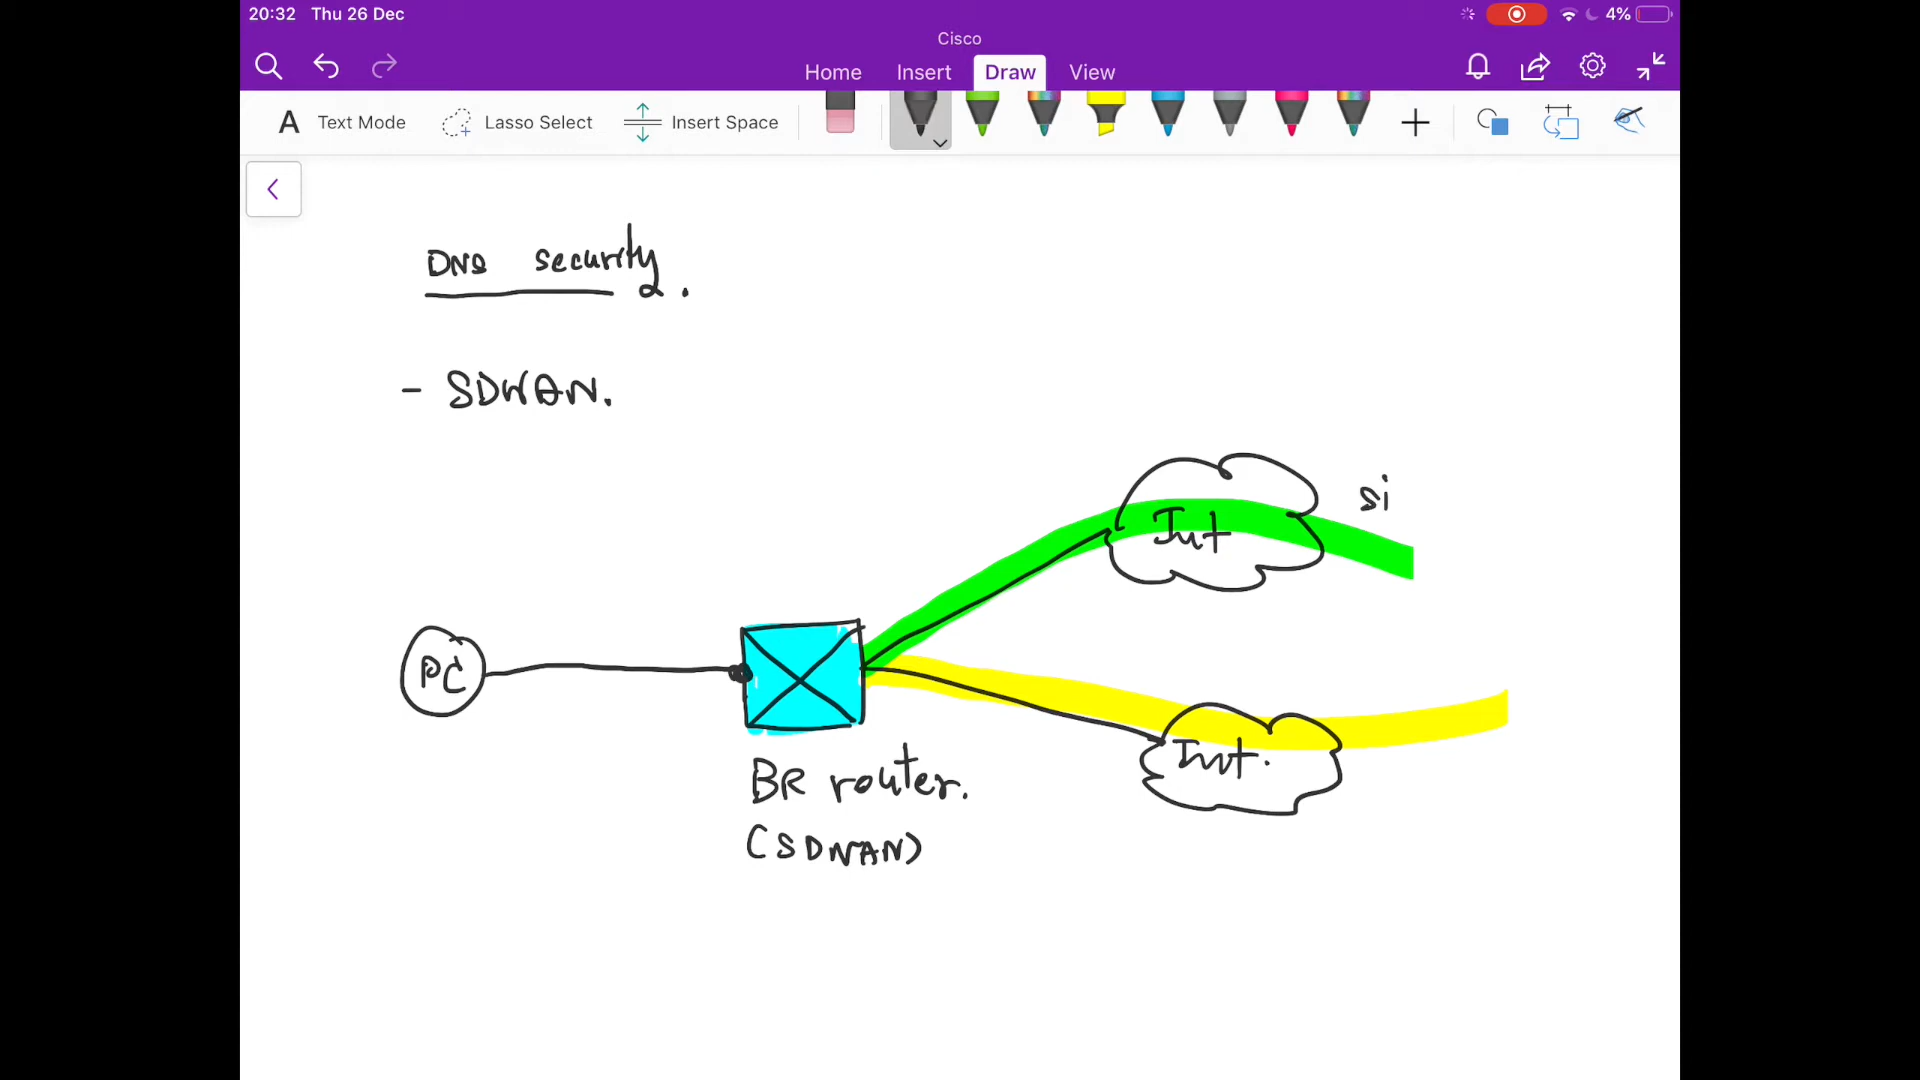 20:32 Thu 26 Dec
4%
Cisco
Home Insert Draw View
A Text Mode Lasso Select Insert Space
DNS security.
- SDWAN.
si
Int
PC
Int.
BR router.
(SDWAN)